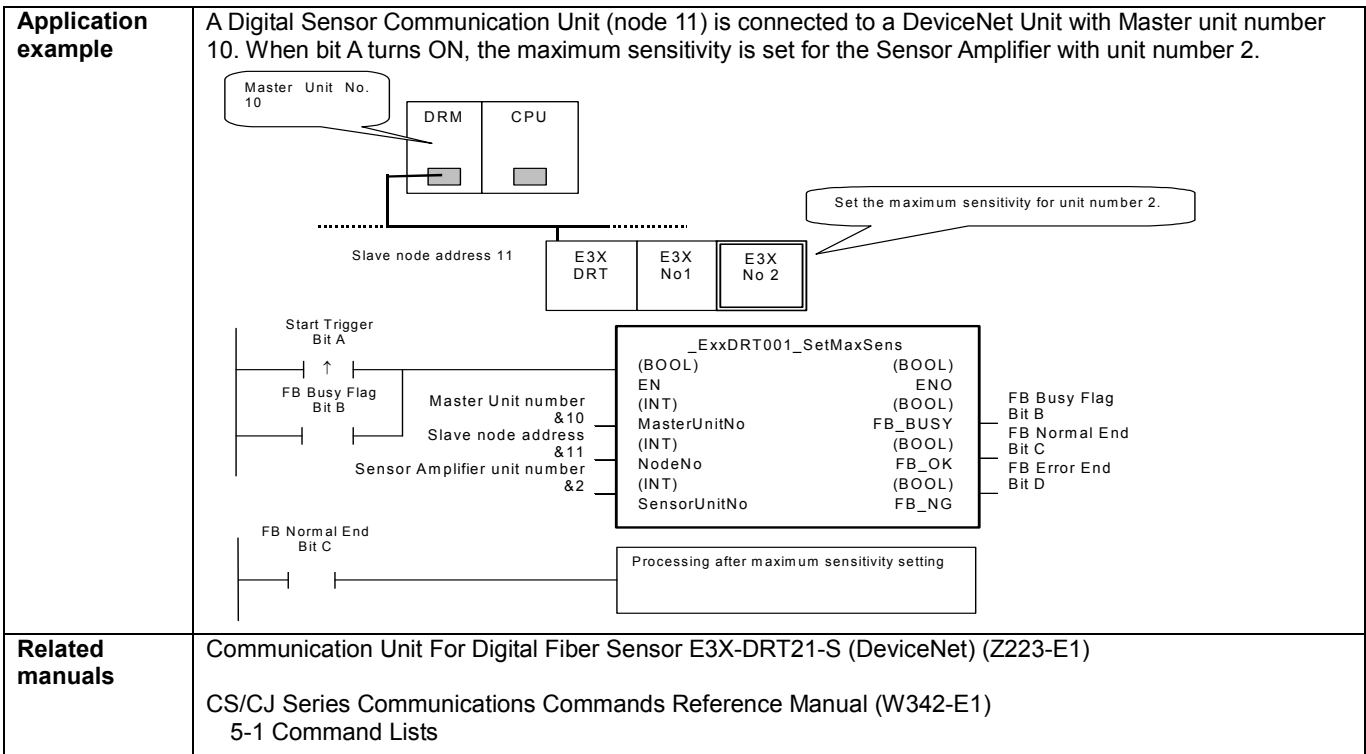 Application example
A Digital Sensor Communication Unit (node 11) is connected to a DeviceNet Unit with Master unit number
10. When bit A turns ON, the maximum sensitivity is set for the Sensor Amplifier with unit number 2.
Master Unit No.
10
DRM
CPU
Set the maximum sensitivity for unit number 2.
Slave node address 11
E3X
DRT
E3X
No1
E3X
No 2
Start Trigger
Bit A
↑
FB Busy Flag
Bit B
Master Unit number
&10
Slave node address
&11
Sensor Amplifier unit number
&2
_ExxDRT001_SetMaxSens
(BOOL) (BOOL)
EN ENO
(INT) (BOOL)
MasterUnitNo FB_BUSY
(INT) (BOOL)
NodeNo FB_OK
(INT) (BOOL)
SensorUnitNo FB_NG
FB Busy Flag
Bit B
FB Normal End
Bit C
FB Error End
Bit D
FB Normal End
Bit C
Processing after maximum sensitivity setting
Related manuals
Communication Unit For Digital Fiber Sensor E3X-DRT21-S (DeviceNet) (Z223-E1)
CS/CJ Series Communications Commands Reference Manual (W342-E1)
5-1 Command Lists